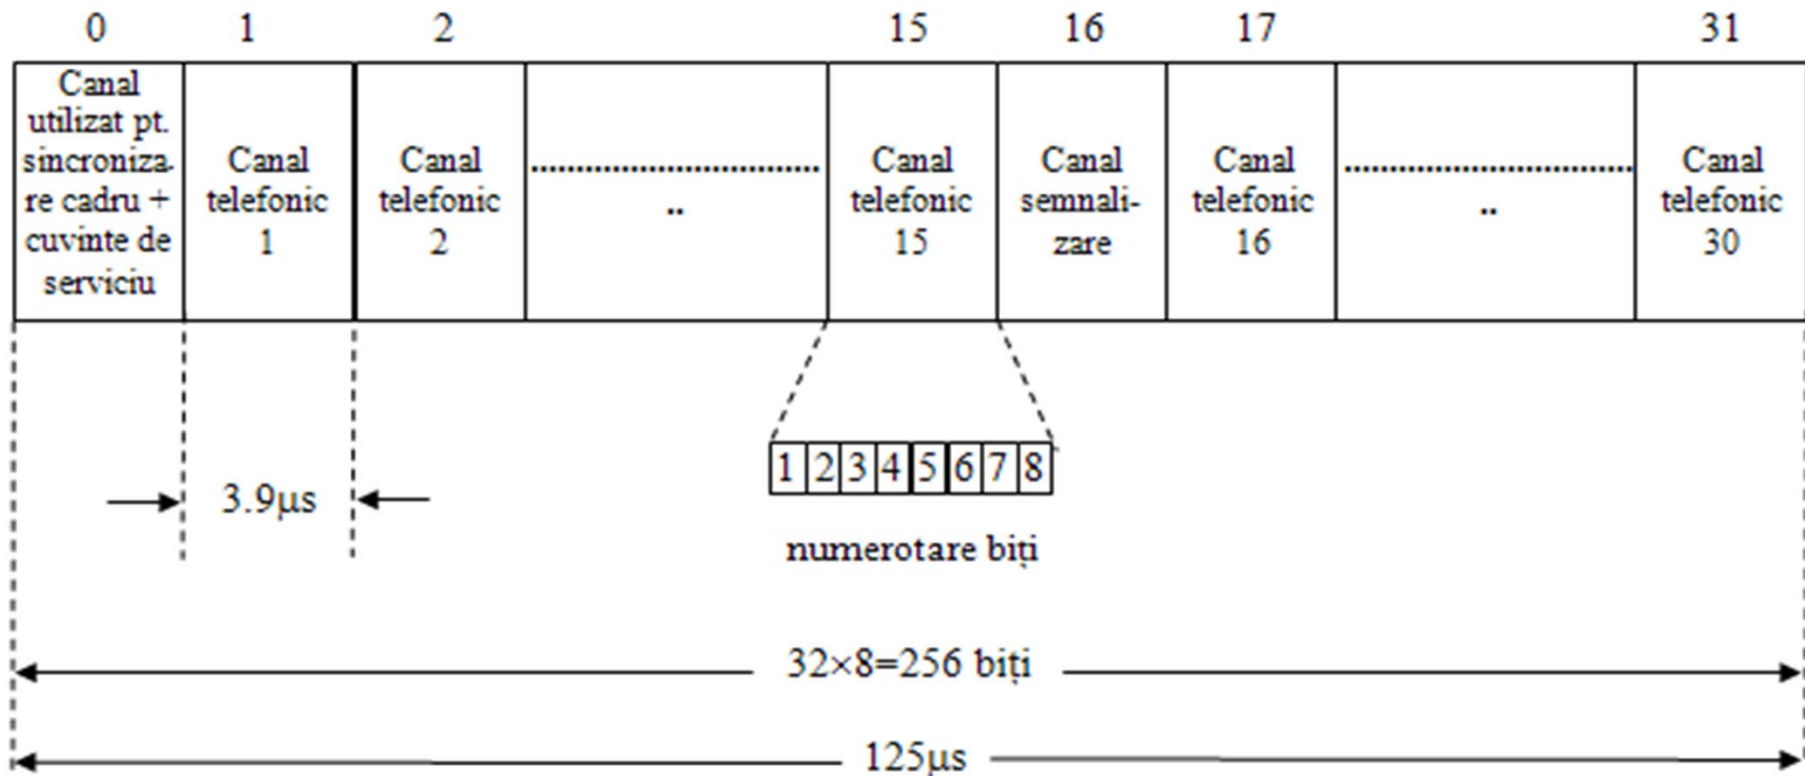 0 1 2 15 16 17 31
Canal
utilizat pt.
sincroniza-
re cadru +
cuvinte de
serviciu
Canal
telefonic
1
Canal
telefonic
2
................................
..
Canal
telefonic
15
Canal
semnali-
zare
Canal
telefonic
16
................................
..
Canal
telefonic
30
1 2 3 4 5 6 7 8
3.9μs
numerotare biți
32×8=256 biți
125μs